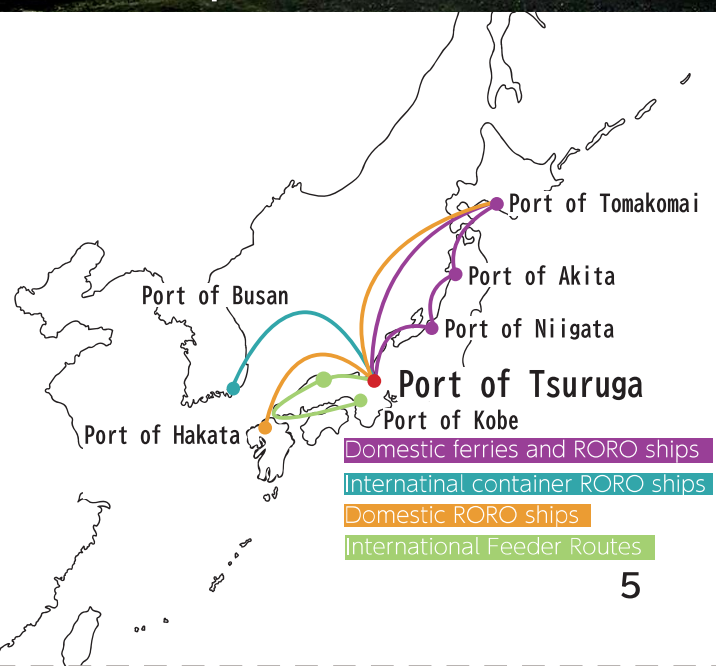 Port of Tomakomai
Port of Akita
Port of Busan
Port of Niigata
Port of Tsuruga
Port of Kobe
Port of Hakata
Domestic ferries and RORO ships
Internatinal container RORO ships
Domestic RORO ships
International Feeder Routes
5